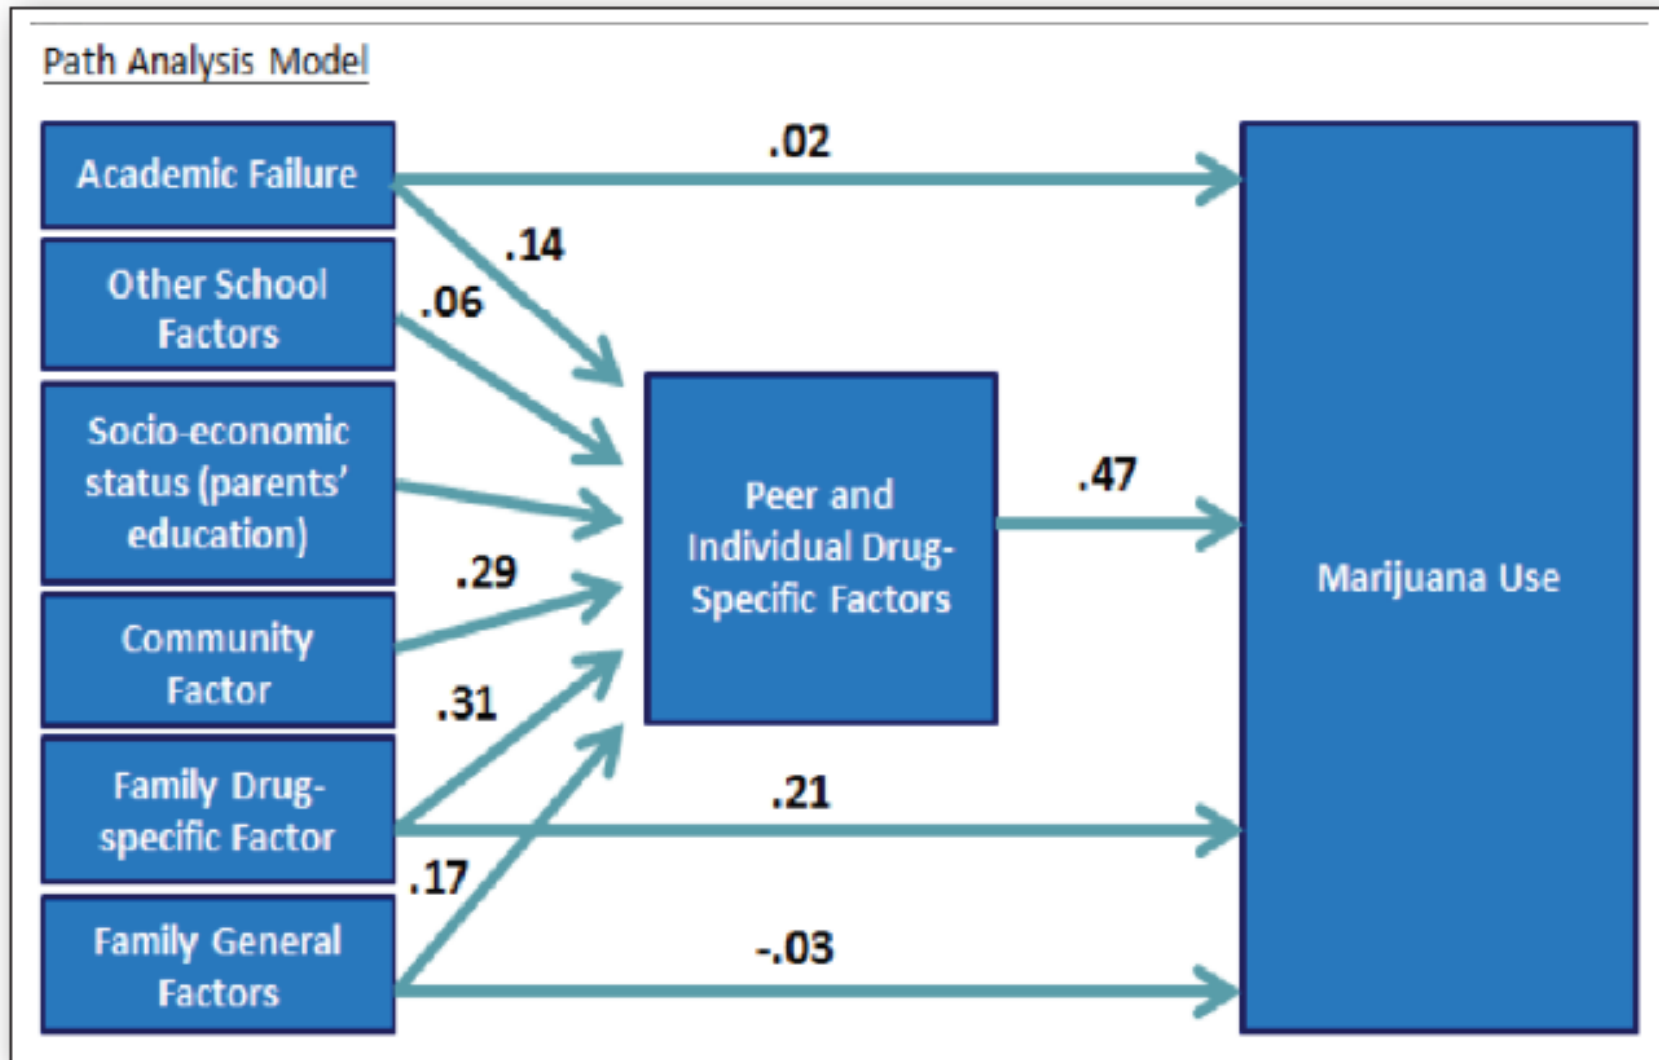 Path Analysis Model
Academic Failure
.02
.14
Other School
Factors
.06
Socio-economic
status (parents’
education)
.29
Community
Factor
.31
Family Drug-
specific Factor
.21
.17
Family General
Factors
-.03
Peer and
Individual Drug-
Specific Factors
.47
Marijuana Use